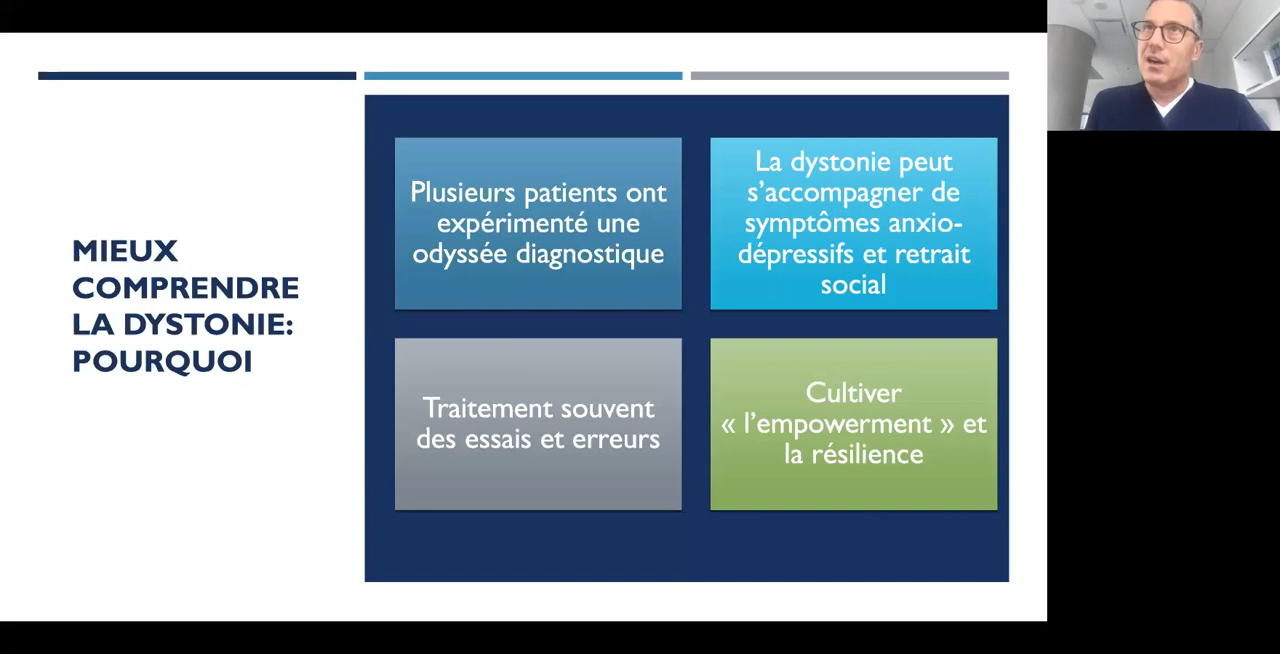 MIEUX
COMPRENDRE
LA DYSTONIE:
POURQUOI
Plusieurs patients ont
expérimenté une
odyssée diagnostique
La dystonie peut
s’accompagner de
symptômes anxio-
dépressifs et retrait
social
Traitement souvent
des essais et erreurs
Cultiver
« l’empowerment » et
la résilience